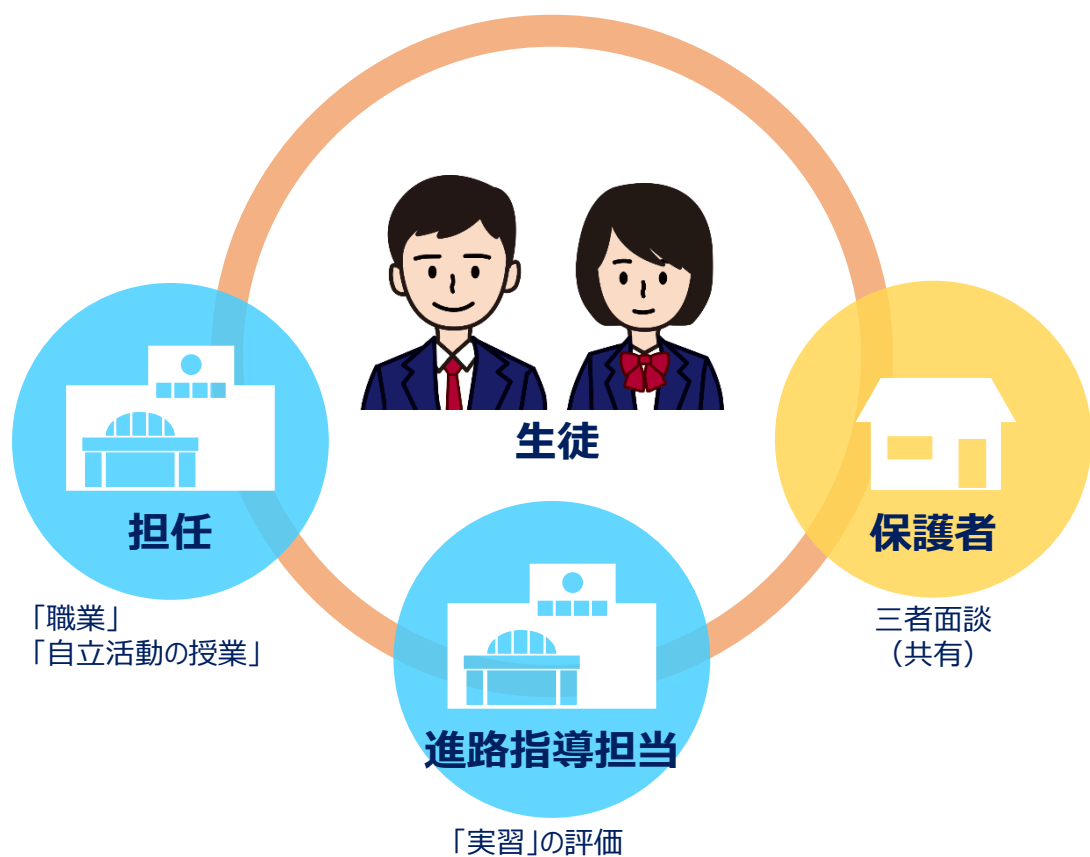 生徒
担任
「職業」
「自立活動の授業」
進路指導担当
「実習」の評価
保護者
三者面談
（共有）